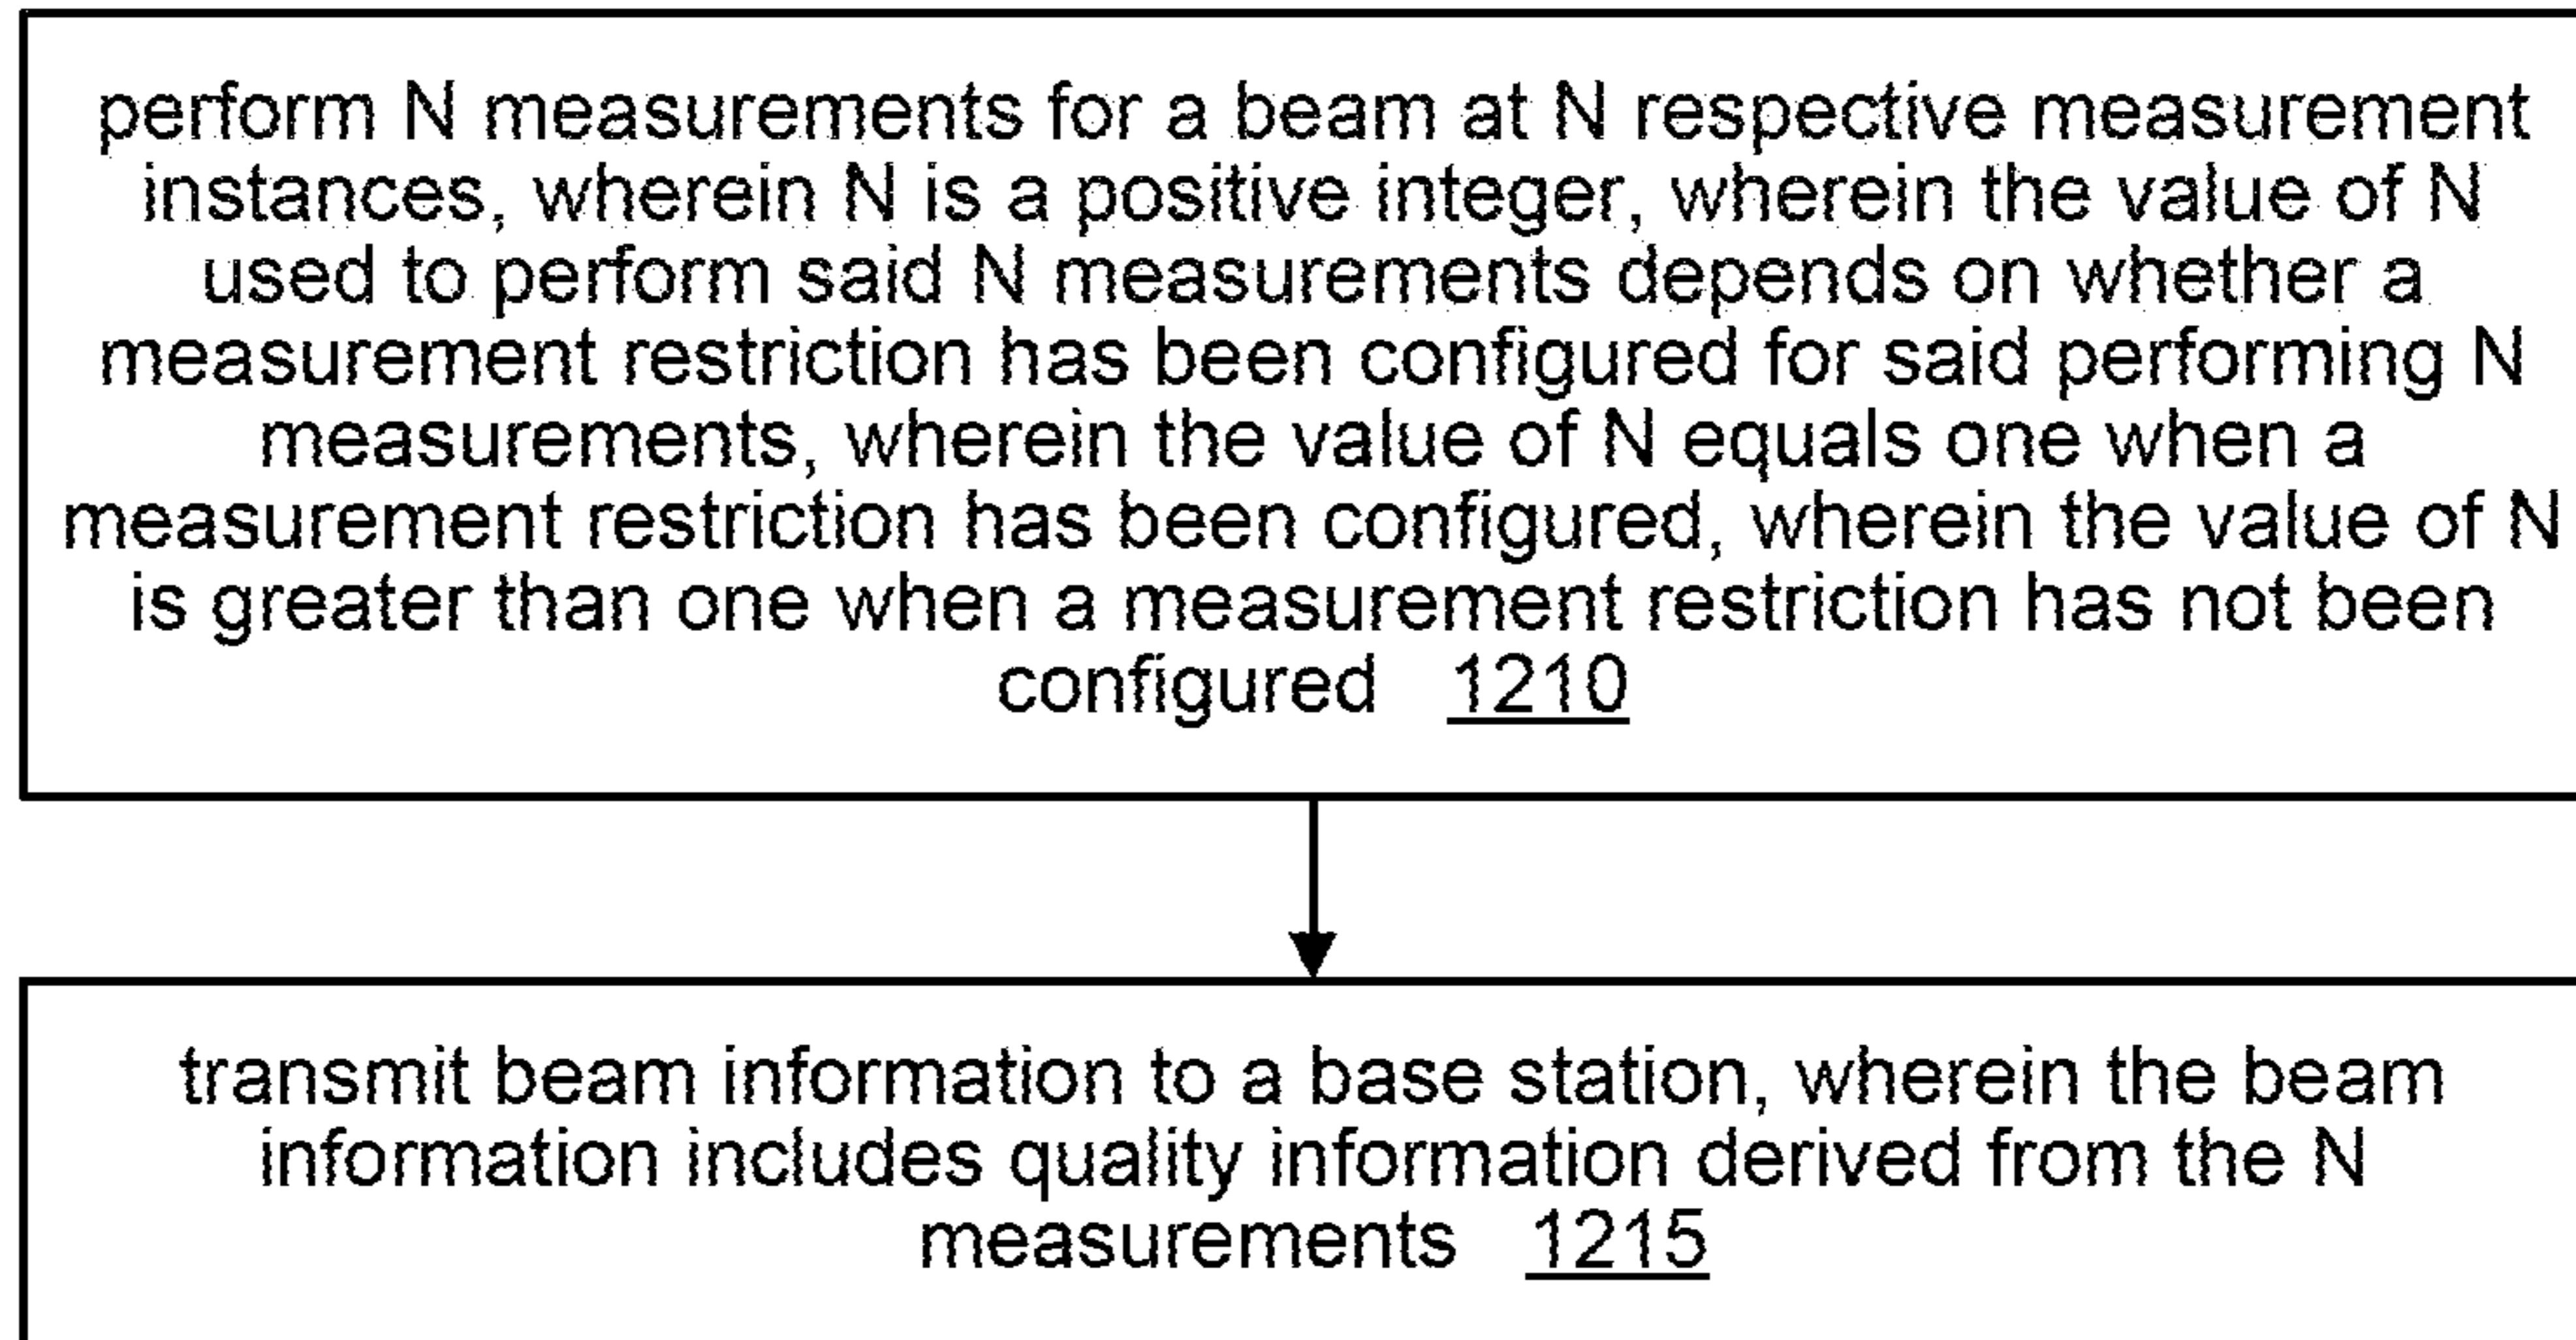 perform N measurements for a beam at N respective measurement
instances, wherein N is a positive integer, wherein the value of N
used to perform said N measurements depends on whether a
measurement restriction has been configured for said performing N
measurements, wherein the value of N equals one when a
measurement restriction has been configured, wherein the value of N
is greater than one when a measurement restriction has not been
configured 1210
transmit beam information to a base station, wherein the beam
information includes quality information derived from the N
measurements 1215